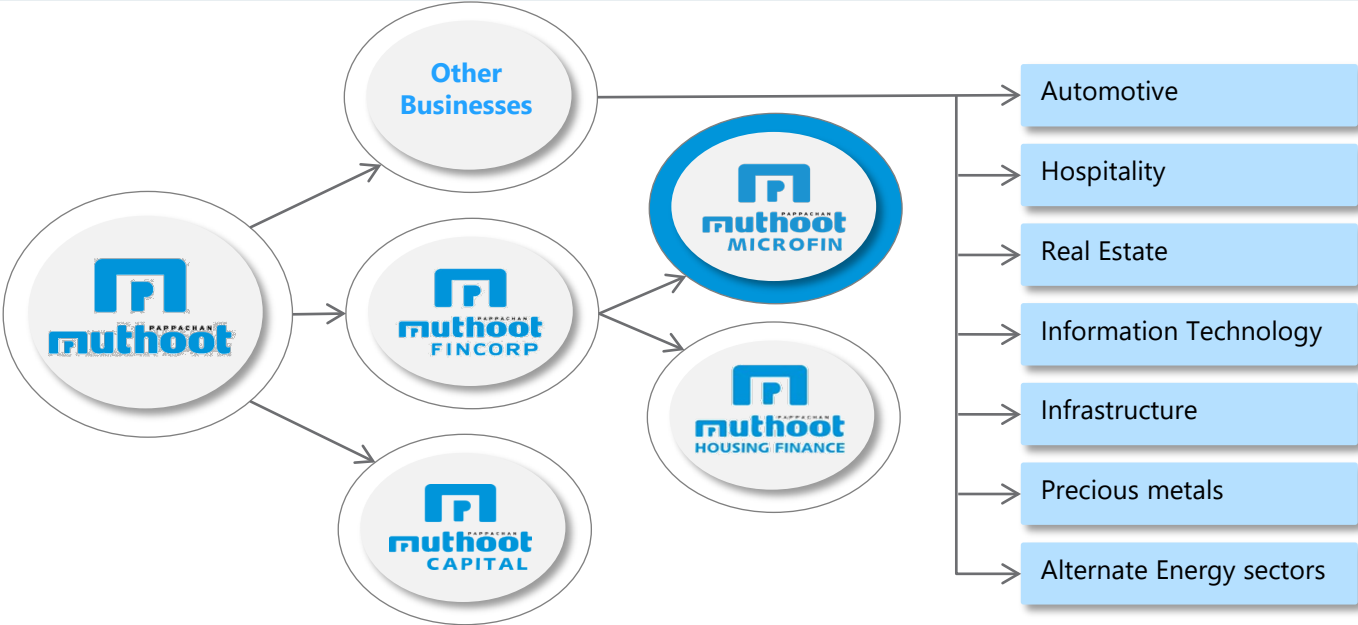 Other
Businesses
PAPPACHAN
muthoot
PAPPACHAN
muthoot
FINCORP
PAPPACHAN
muthoot
CAPITAL
PAPPACHAN
muthoot
MICROFIN
PAPPACHAN
muthoot
HOUSING FINANCE
Automotive
Hospitality
Real Estate
Information Technology
Infrastructure
Precious metals
Alternate Energy sectors